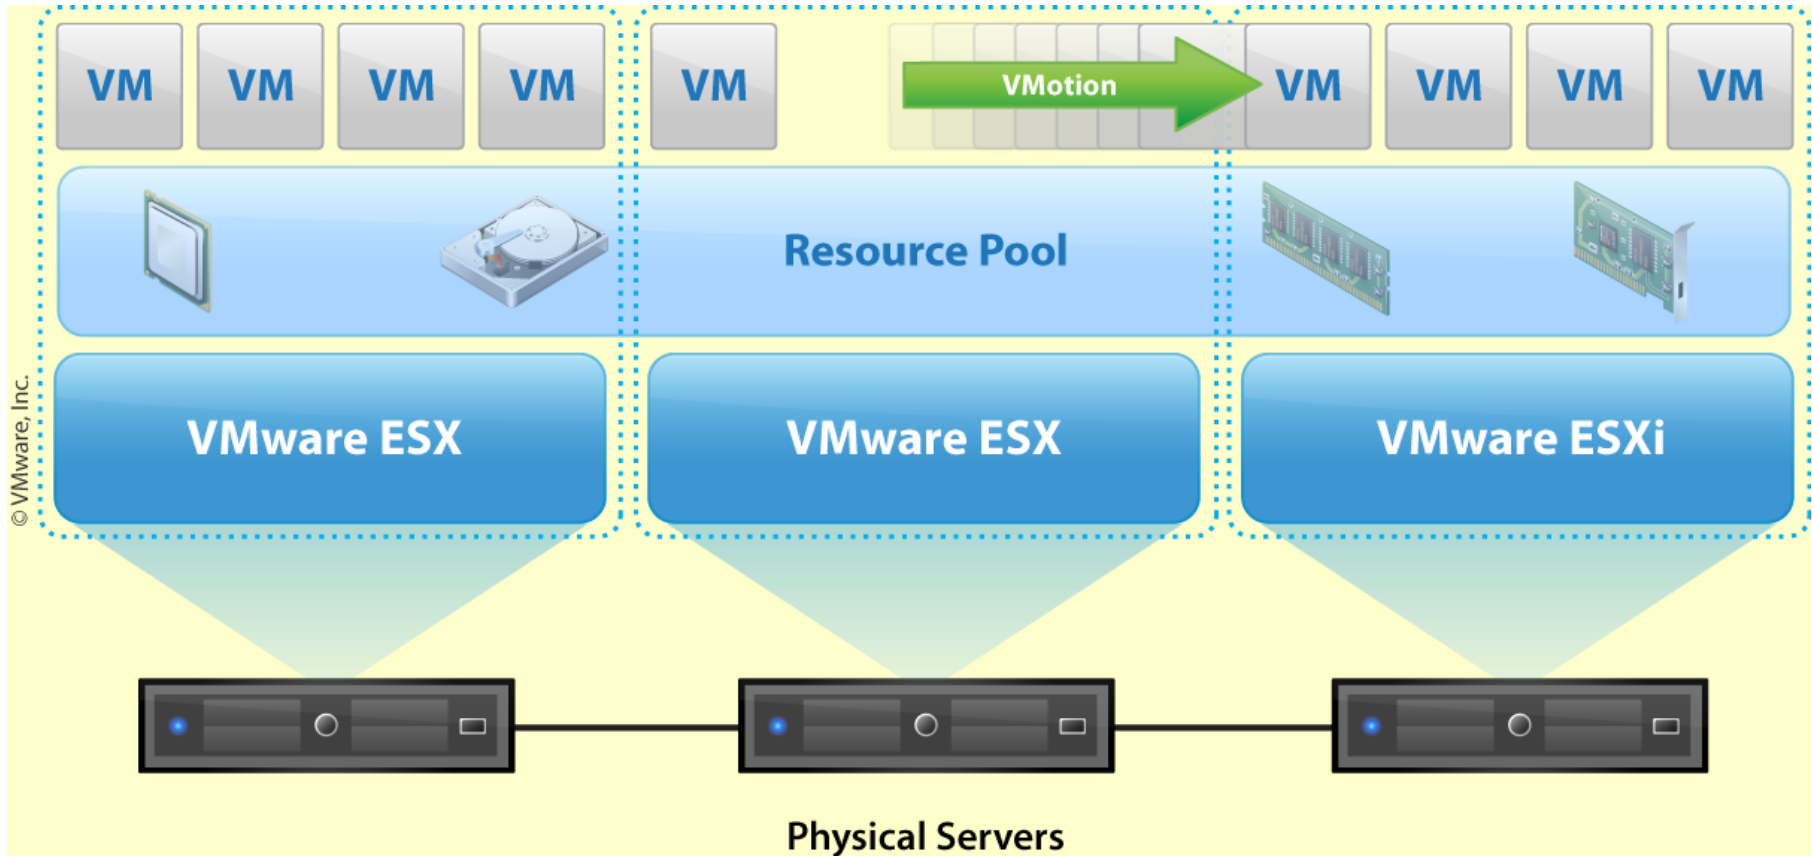 VM
VM
VM
VM
VM
VMotion
VM
VM
VM
VM
Resource Pool
VMware ESX
VMware ESX
VMware ESXi
© VMware, Inc.
Physical Servers